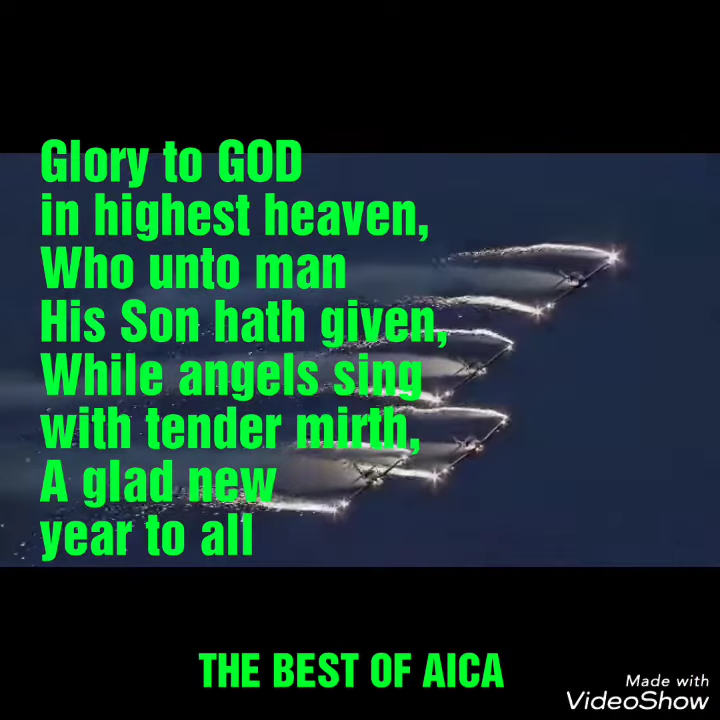 Glory to GOD
in highest heaven,
Who unto man
His Son hath given,
While angels sing
with tender mirth,
A glad new
year to all
THE BEST OF AICA
Made with
VideoShow